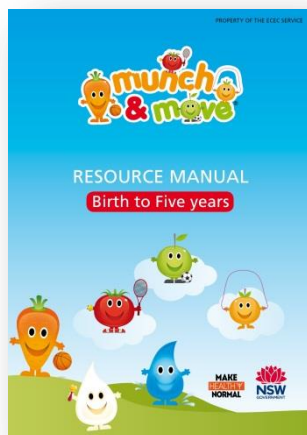 PROPERTY OF THE ECEC SERVICE
munch
& move
RESOURCE MANUAL
Birth to Five years
MAKE
HEALTHY
NORMAL
NSW
GOVERNMENT